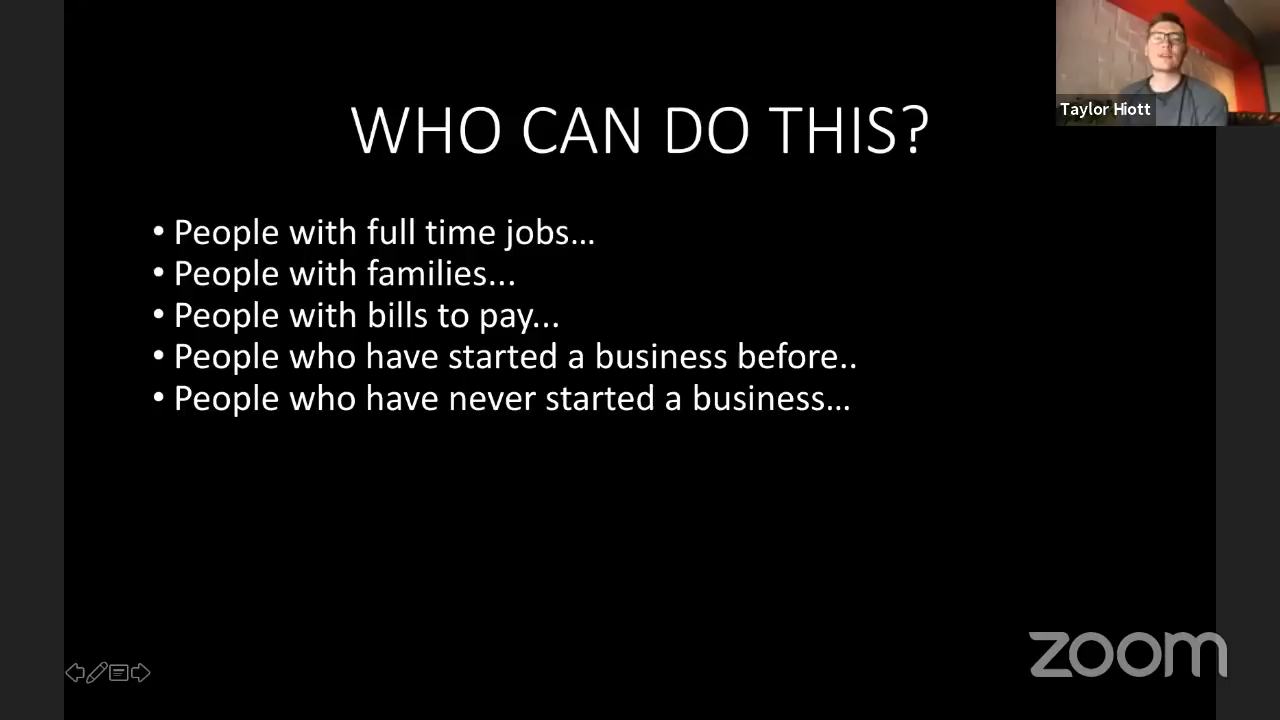 Taylor Hiott
WHO CAN DO THIS?
• People with full time jobs…
• People with families…
• People with bills to pay…
• People who have started a business before..
• People who have never started a business…
zoom